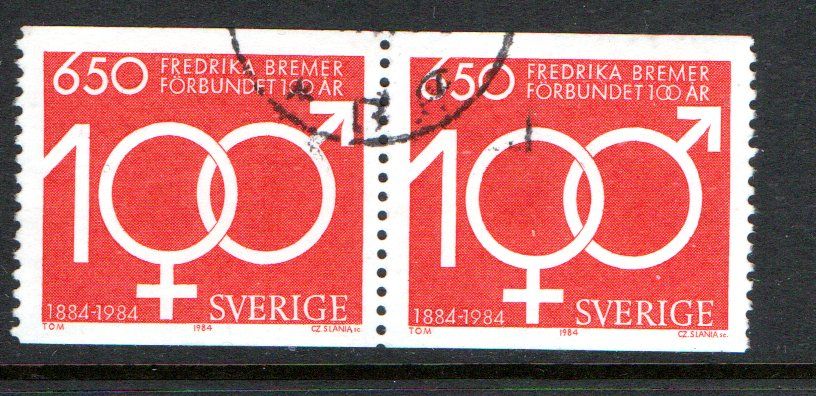 650 FREDRIKA BREMER
FÖRBUNDET 100 ÅR
100
1884-1984 SVERIGE
TOM 1984 CZ.SLANIA sc.
650 FREDRIKA BREMER
FÖRBUNDET 100 ÅR
100
1884-1984 SVERIGE
TOM 1984 CZ.SLANIA sc.